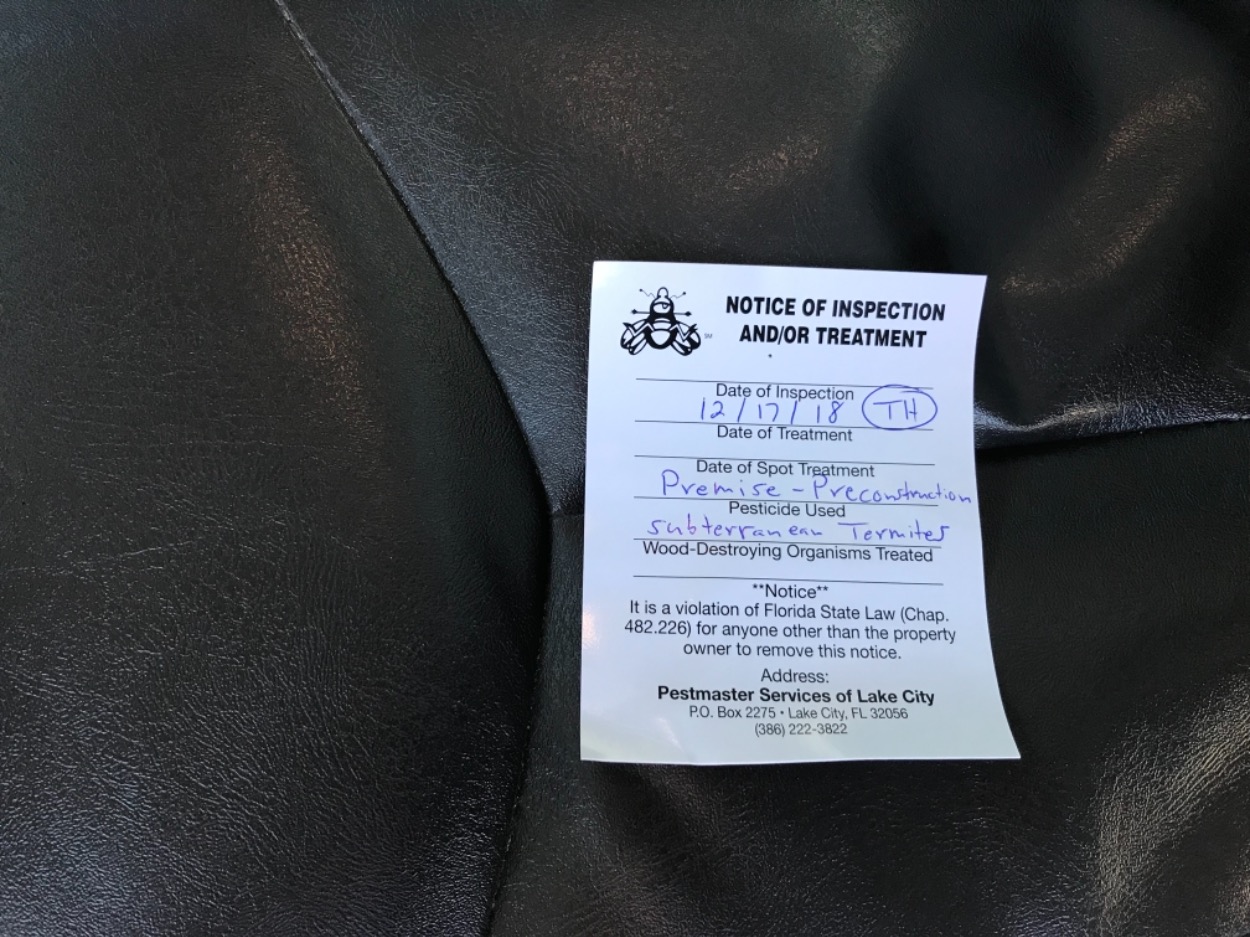 NOTICE OF INSPECTION
AND/OR TREATMENT
SM
Date of Inspection
12/17/18 TH
Date of Treatment
Date of Spot Treatment
Premise - Preconstruction
Pesticide Used
Subterranean Termites
Wood-Destroying Organisms Treated
**Notice**
It is a violation of Florida State Law (Chap.
482.226) for anyone other than the property
owner to remove this notice.
Address:
Pestmaster Services of Lake City
P.O. Box 2275 • Lake City, FL 32056
(386) 222-3822